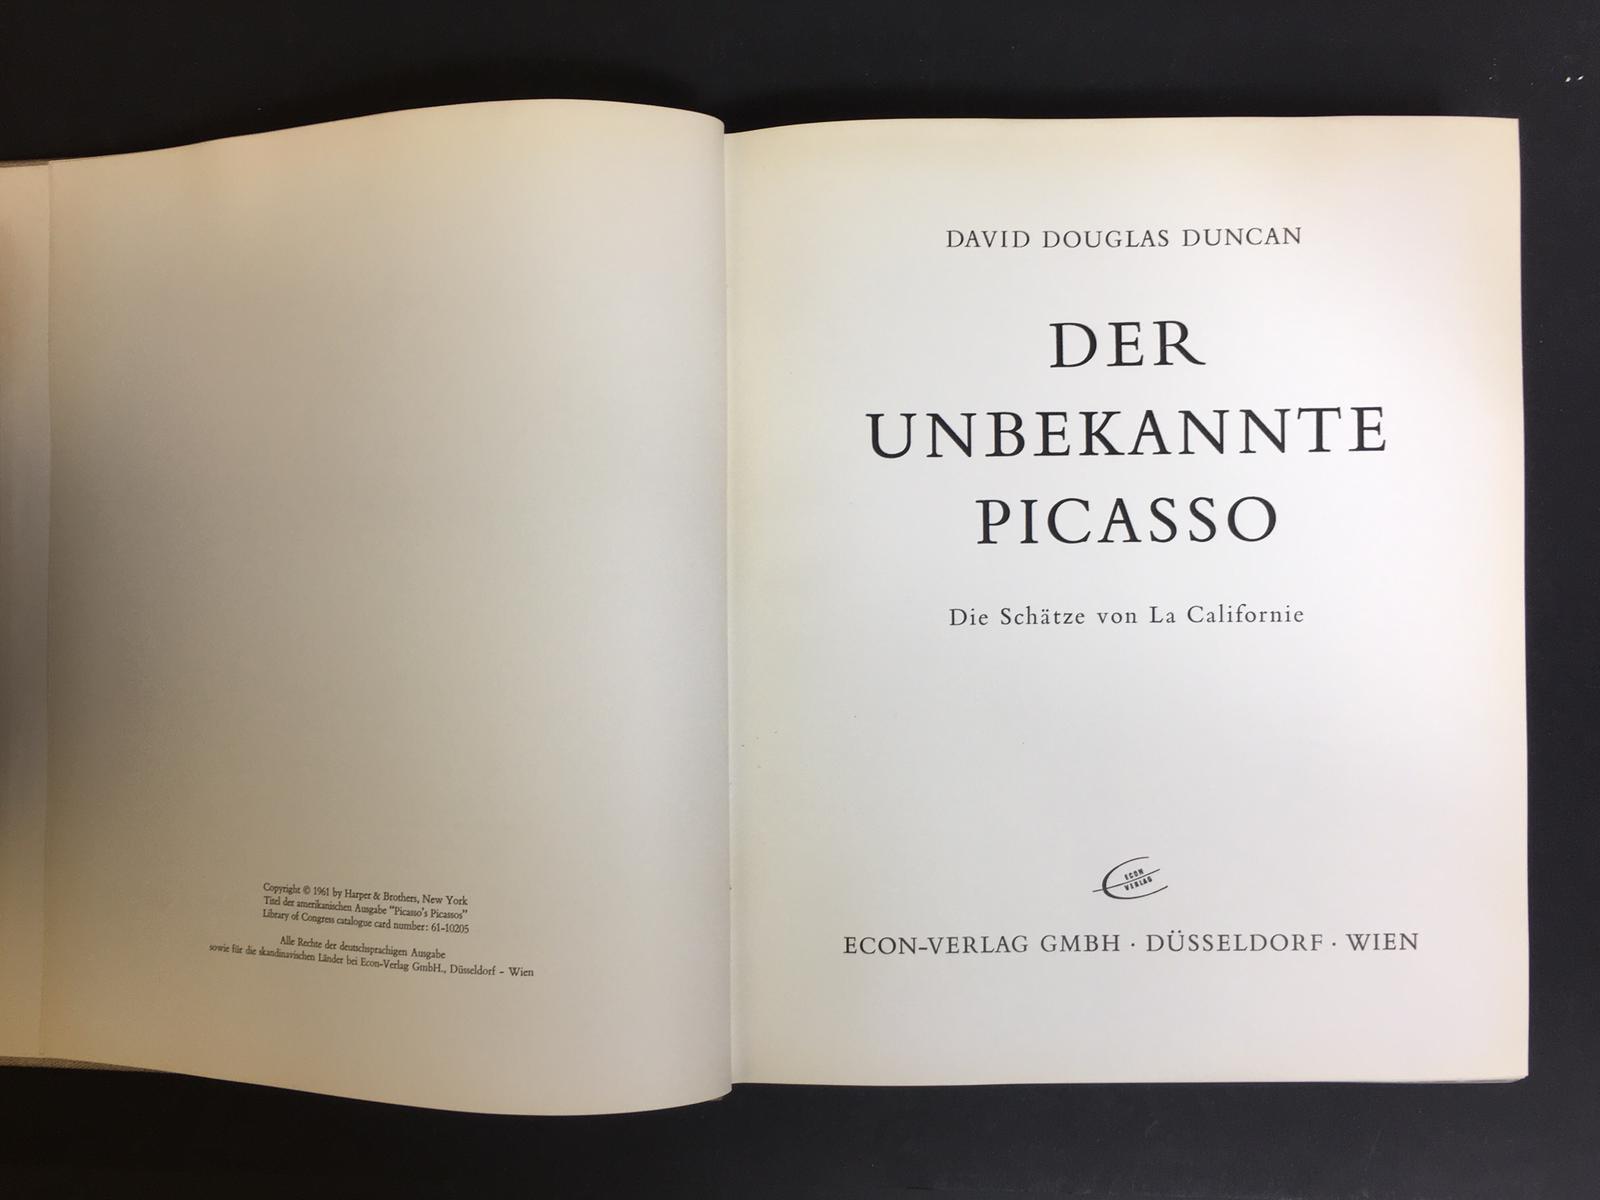 Copyright © 1961 by Harper & Brothers, New York
Titel der amerikanischen Ausgabe "Picasso's Picassos"
Library of Congress catalogue card number: 61-10205
Alle Rechte der deutschsprachigen Ausgabe
sowie für die skandinavischen Länder bei Econ-Verlag GmbH., Düsseldorf – Wien
DAVID DOUGLAS DUNCAN
DER
UNBEKANNTE
PICASSO
Die Schätze von La Californie
ECON
VERLAG
ECON-VERLAG GMBH · DÜSSELDORF · WIEN